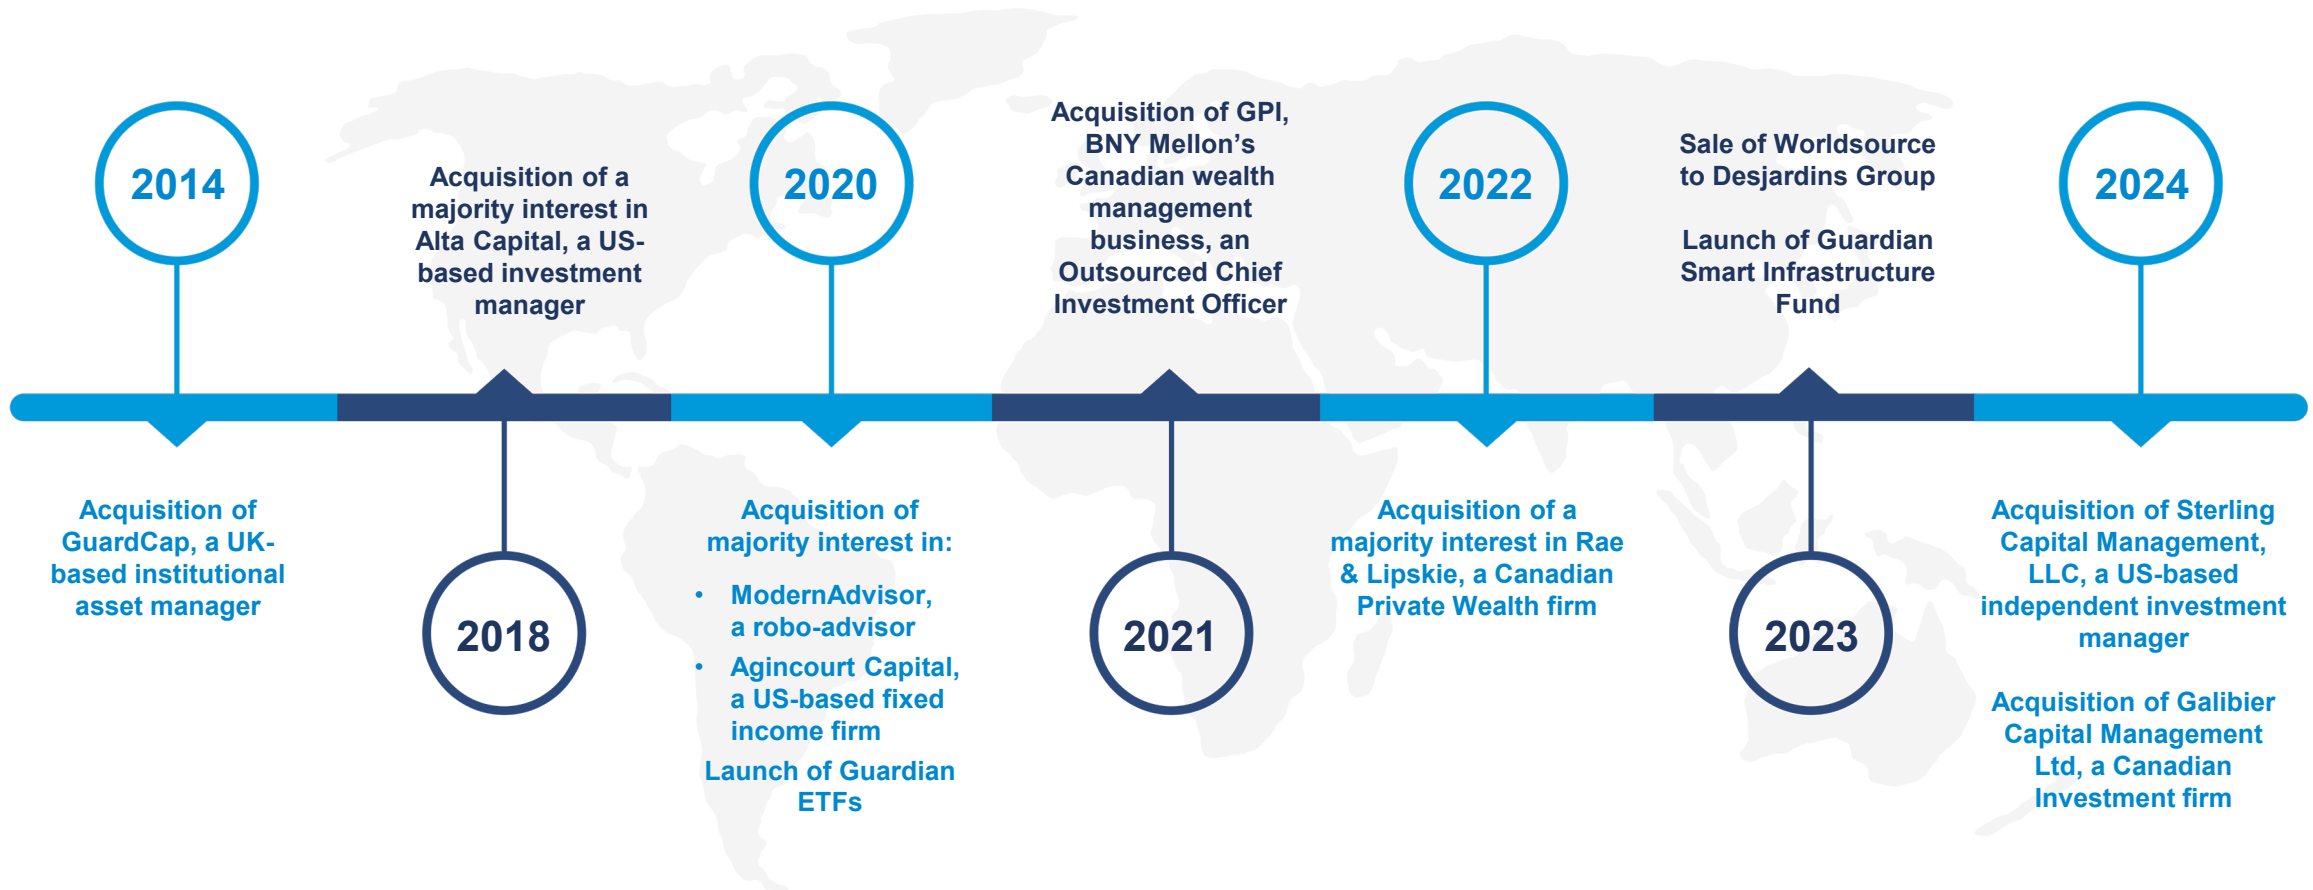 2014
Acquisition of
GuardCap, a UK-
based institutional
asset manager
Acquisition of a
majority interest in
Alta Capital, a US-
based investment
manager
2018
2020
Acquisition of
majority interest in:
• ModernAdvisor,
a robo-advisor
• Agincourt Capital,
a US-based fixed
income firm
Launch of Guardian
ETFs
Acquisition of GPI,
BNY Mellon’s
Canadian wealth
management
business, an
Outsourced Chief
Investment Officer
2021
2022
Acquisition of a
majority interest in Rae
& Lipskie, a Canadian
Private Wealth firm
Sale of Worldsource
to Desjardins Group
Launch of Guardian
Smart Infrastructure
Fund
2023
2024
Acquisition of Sterling
Capital Management,
LLC, a US-based
independent investment
manager
Acquisition of Galibier
Capital Management
Ltd, a Canadian
Investment firm